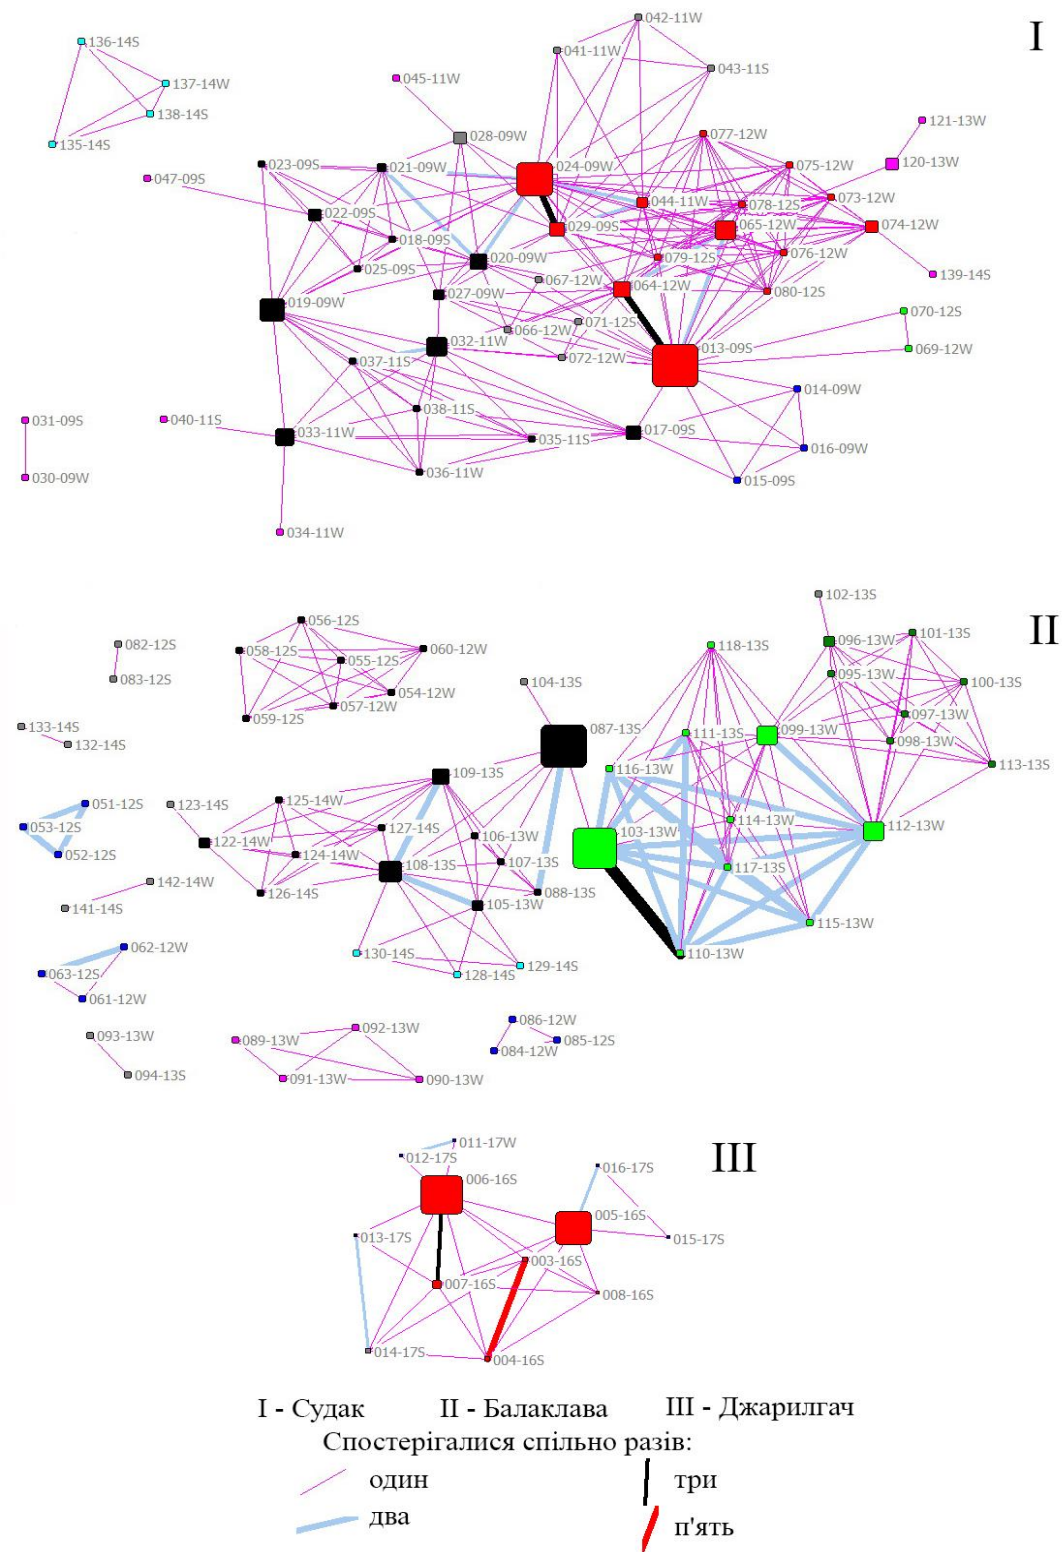 I
042-11W
136-14S
041-11W
043-11S
045-11W
137-14W
138-14S
121-13W
028-09W
077-12W
135-14S
120-13W
023-09S
021-09W
024-09W
075-12W
047-09S
073-12W
044-11W
078-12S
022-09S
065-12W
074-12W
029-09S
018-09S
076-12W
079-12S
020-09W
025-09S
139-14S
067-12W
064-12W
080-12S
027-09W
019-09W
070-12S
071-12S
066-12W
032-11W
013-09S
069-12W
072-12W
037-11S
014-09W
038-11S
031-09S
040-11S
017-09S
033-11W
035-11S
016-09W
036-11W
030-09W
015-09S
034-11W
II
102-13S
056-12S
101-13S
082-12S
096-13W
118-13S
060-12W
058-12S
055-12S
095-13W
083-12S
104-13S
100-13S
054-12W
057-12W
097-13W
059-12S
133-14S
087-13S
111-13S
099-13W
098-13W
132-14S
113-13S
116-13W
109-13S
051-12S
123-14S
125-14W
114-13W
053-12S
127-14S
112-13W
106-13W
103-13W
122-14W
052-12S
124-14W
107-13S
117-13S
108-13S
142-14W
126-14S
088-13S
141-14S
105-13W
115-13W
062-12W
130-14S
110-13W
129-14S
063-12S
128-14S
061-12W
086-12W
092-13W
093-13W
089-13W
085-12S
084-12W
094-13S
091-13W
090-13W
III
011-17W
012-17S
016-17S
006-16S
005-16S
013-17S
015-17S
003-16S
007-16S
008-16S
014-17S
004-16S
I - Судак II - Балаклава III - Джарилгач
Спостерігалися спільно разів:
один три
два п'ять